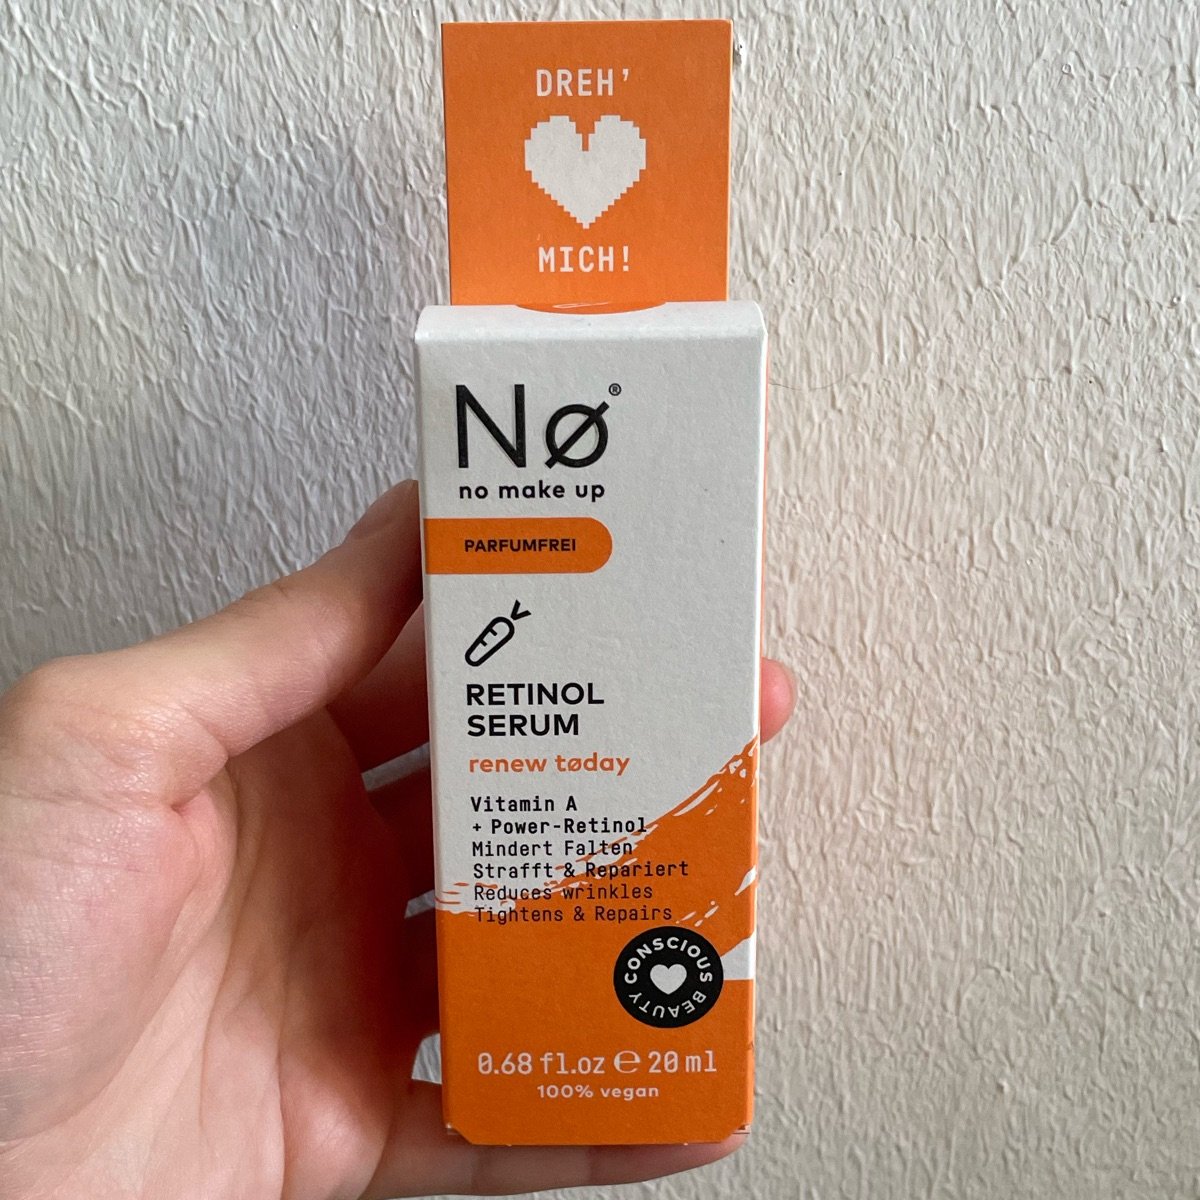 DREH'
MICH!
Nø®
no make up
PARFUMFREI
RETINOL
SERUM
renew tøday
Vitamin A
+ Power-Retinol
Mindert Falten
Strafft & Repariert
Reduces wrinkles
Tightens & Repairs
CONSCIOUS BEAUTY
0.68 fl.oz ℮ 20 ml
100% vegan